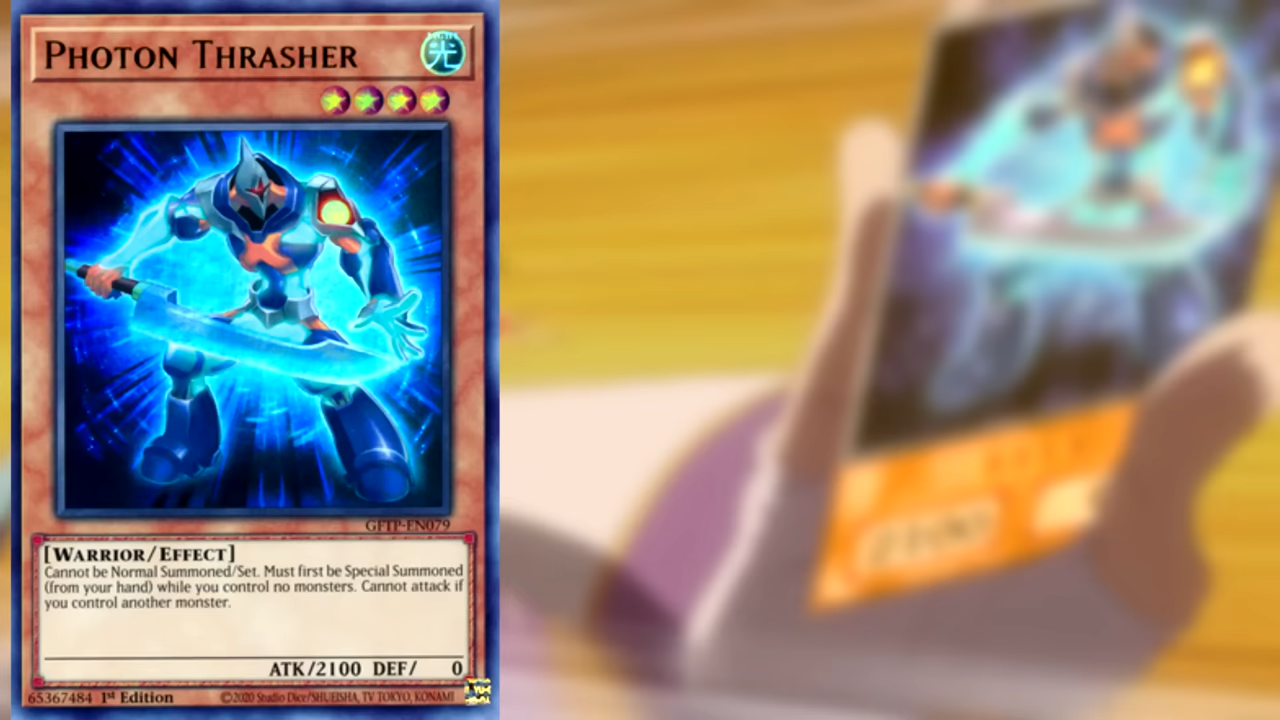 PHOTON THRASHER
LIGHT
光
GFTP-EN079
[WARRIOR/EFFECT]
Cannot be Normal Summoned/Set. Must first be Special Summoned
(from your hand) while you control no monsters. Cannot attack if
you control another monster.
ATK/2100 DEF/ 0
65367484 1st Edition
©2020 Studio Dice/SHUEISHA, TV TOKYO, KONAMI
2100